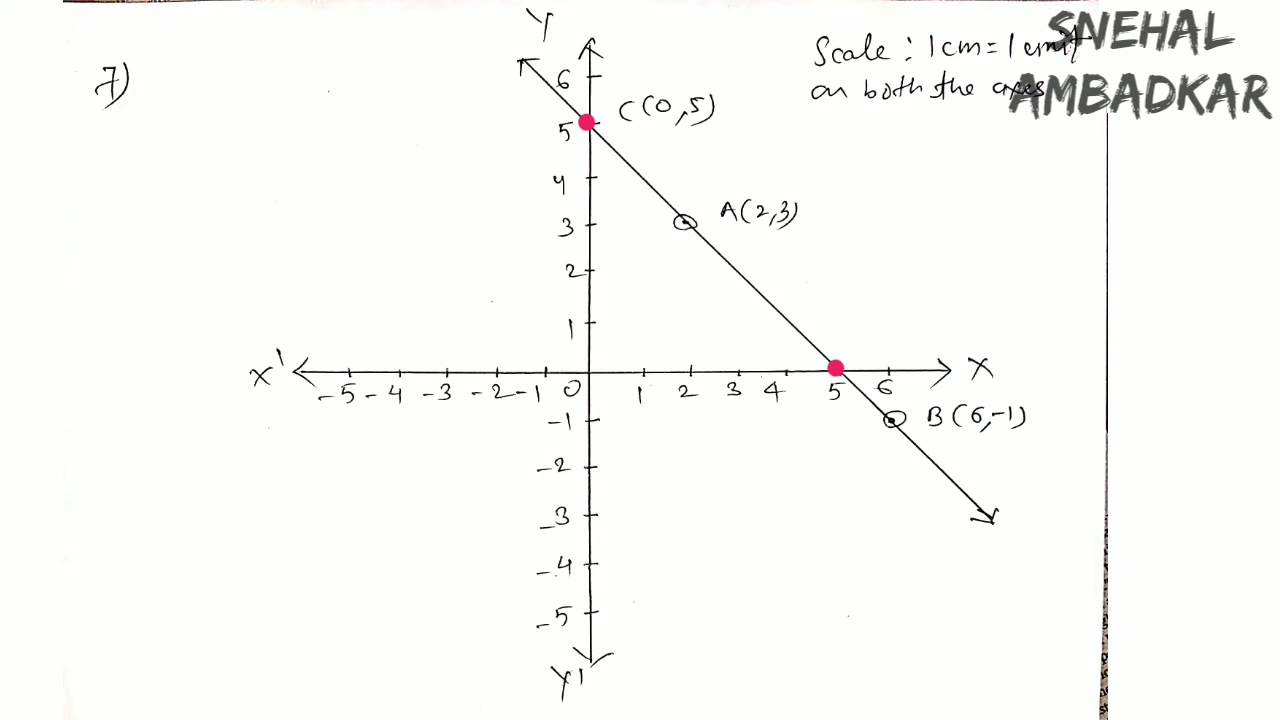 SNEHAL
AMBADKAR
7)
Scale : 1 cm = 1 unit
on both the axes
Y
6
C(0,5)
5
4
A(2,3)
3
2
1
X'
X
-5 -4 -3 -2 -1 0 1 2 3 4 5 6
B(6,-1)
-1
-2
-3
-4
-5
Y'